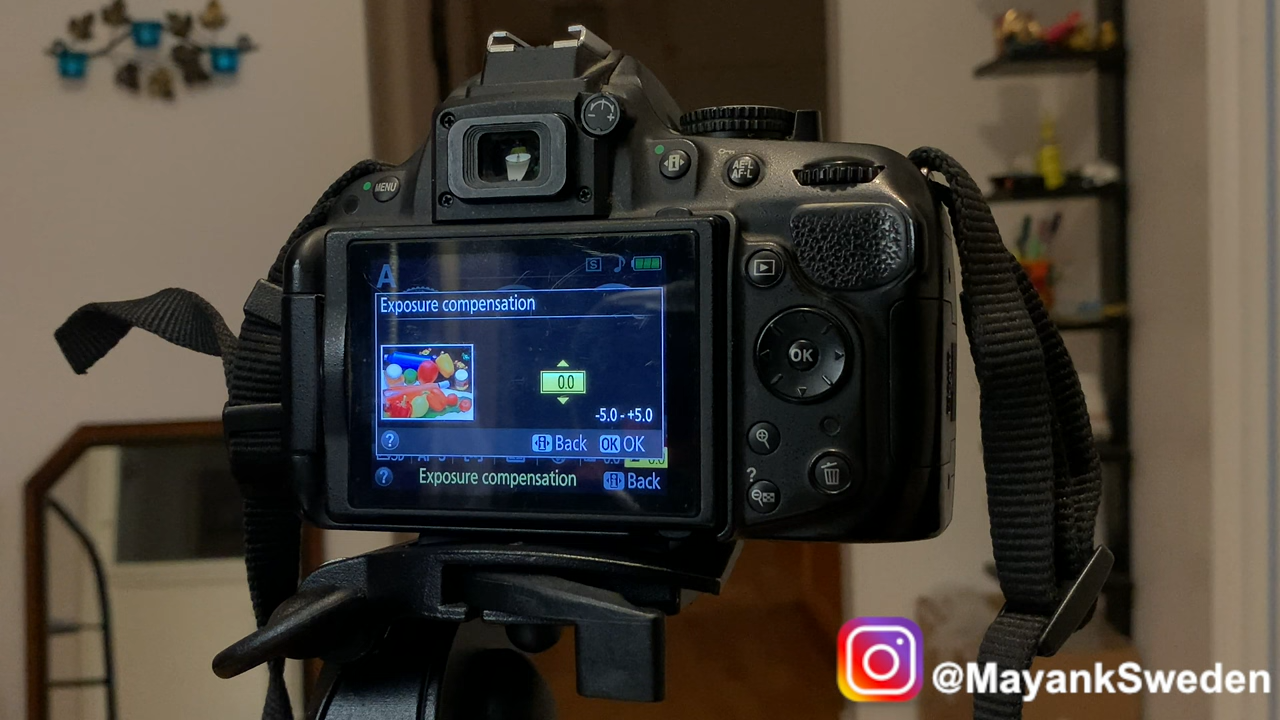 MENU
AE-L
AF-L
A
S
Exposure compensation
0.0
-5.0 - +5.0
? Back OK OK
? Exposure compensation Back
OK
?
@MayankSweden